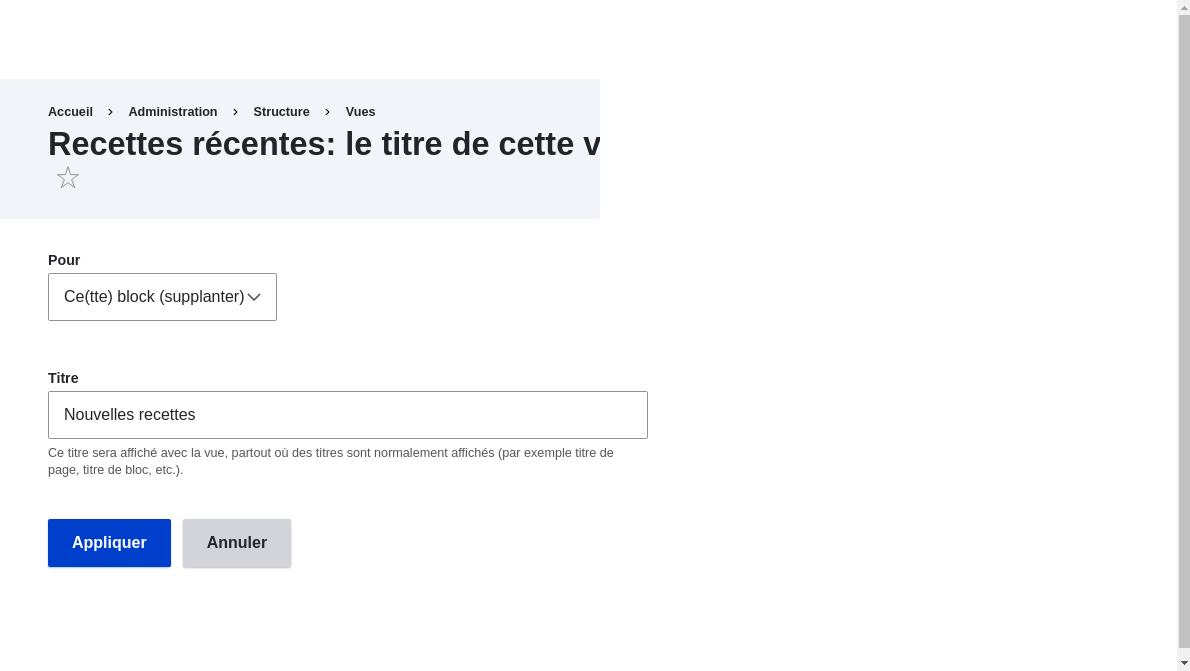 Accueil > Administration > Structure > Vues
Recettes récentes: le titre de cette v
Pour
Ce(tte) block (supplanter)
Titre
Nouvelles recettes
Ce titre sera affiché avec la vue, partout où des titres sont normalement affichés (par exemple titre de
page, titre de bloc, etc.).
Appliquer Annuler